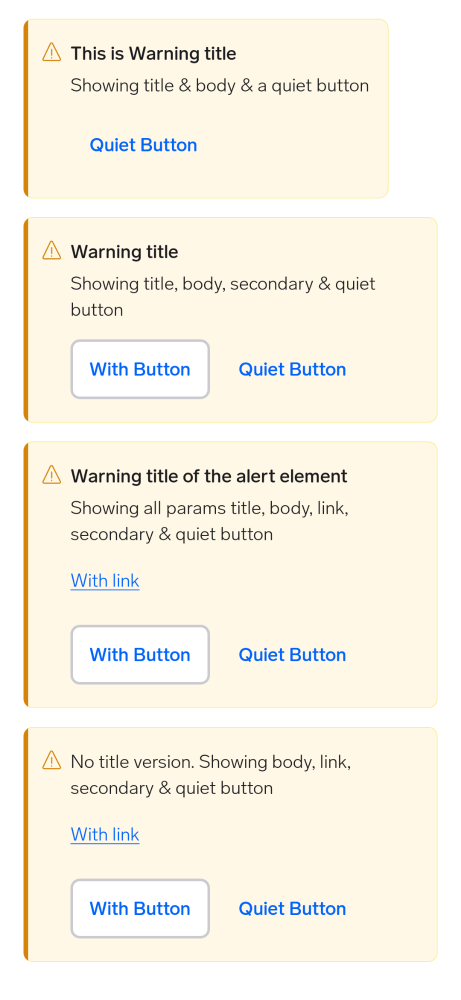 This is Warning title
Showing title & body & a quiet button
Quiet Button
Warning title
Showing title, body, secondary & quiet
button
With Button Quiet Button
Warning title of the alert element
Showing all params title, body, link,
secondary & quiet button
With link
With Button Quiet Button
No title version. Showing body, link,
secondary & quiet button
With link
With Button Quiet Button